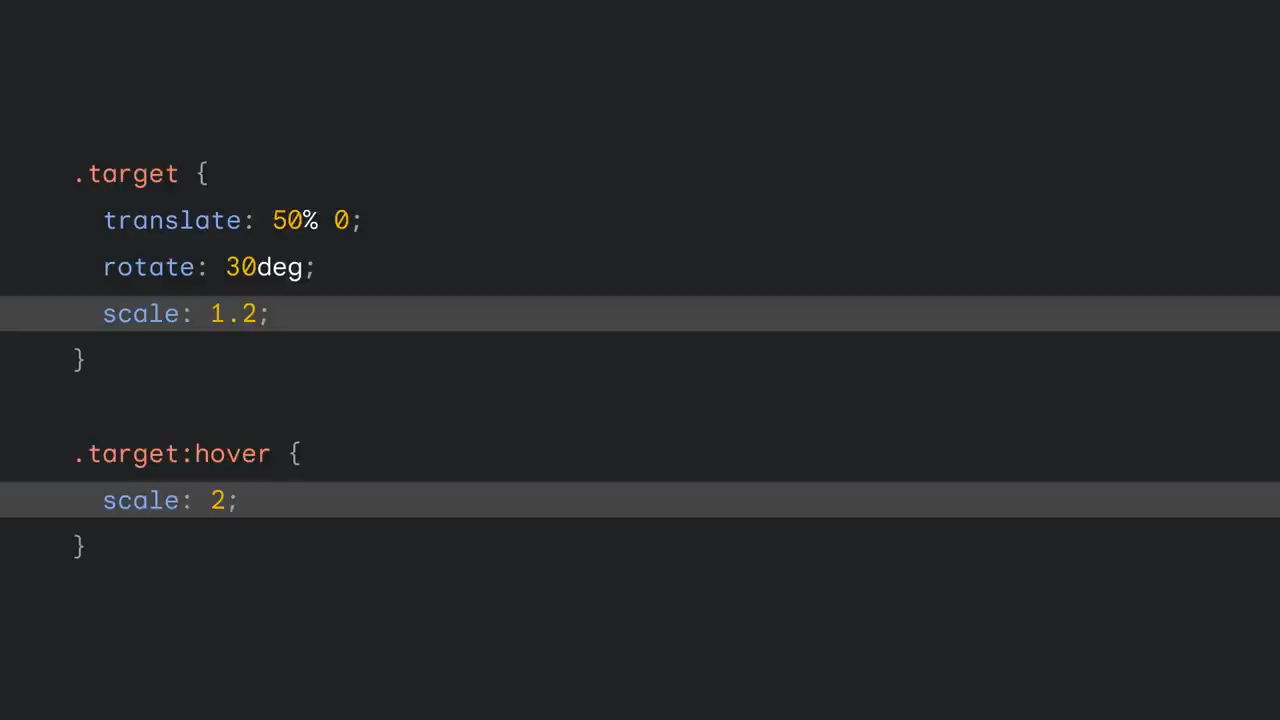 .target {
translate: 50% 0;
rotate: 30deg;
scale: 1.2;
}
.target:hover {
scale: 2;
}